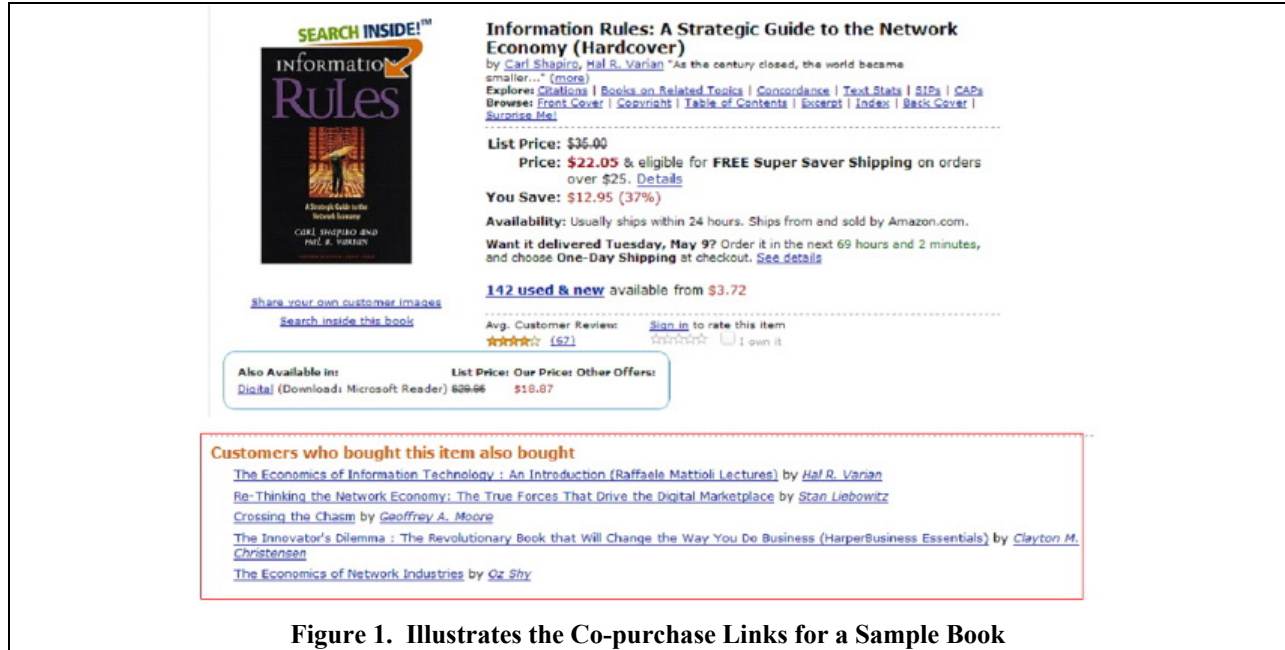 SEARCH INSIDE!™
INformation
RuLes
A Strategic Guide to the
Network Economy
CARL SHAPIRO AND
HAL R. VARIAN
Share your own customer images
Search inside this book
Information Rules: A Strategic Guide to the Network
Economy (Hardcover)
by Carl Shapiro, Hal R. Varian "As the century closed, the world became
smaller..." (more)
Explore: Citations | Books on Related Topics | Concordance | Text Stats | SIPs | CAPs
Browse: Front Cover | Copyright | Table of Contents | Excerpt | Index | Back Cover |
Surprise Me!
List Price: $35.00
Price: $22.05 & eligible for FREE Super Saver Shipping on orders
over $25. Details
You Save: $12.95 (37%)
Availability: Usually ships within 24 hours. Ships from and sold by Amazon.com.
Want it delivered Tuesday, May 9? Order it in the next 69 hours and 2 minutes,
and choose One-Day Shipping at checkout. See details
142 used & new available from $3.72
Avg. Customer Review: Sign in to rate this item
(67) I own it
Also Available in: List Price: Our Price: Other Offers:
Digital (Download: Microsoft Reader) $29.95 $18.87
Customers who bought this item also bought
The Economics of Information Technology : An Introduction (Raffaele Mattioli Lectures) by Hal R. Varian
Re-Thinking the Network Economy: The True Forces That Drive the Digital Marketplace by Stan Liebowitz
Crossing the Chasm by Geoffrey A. Moore
The Innovator's Dilemma : The Revolutionary Book that Will Change the Way You Do Business (HarperBusiness Essentials) by Clayton M.
Christensen
The Economics of Network Industries by Oz Shy
Figure 1. Illustrates the Co-purchase Links for a Sample Book